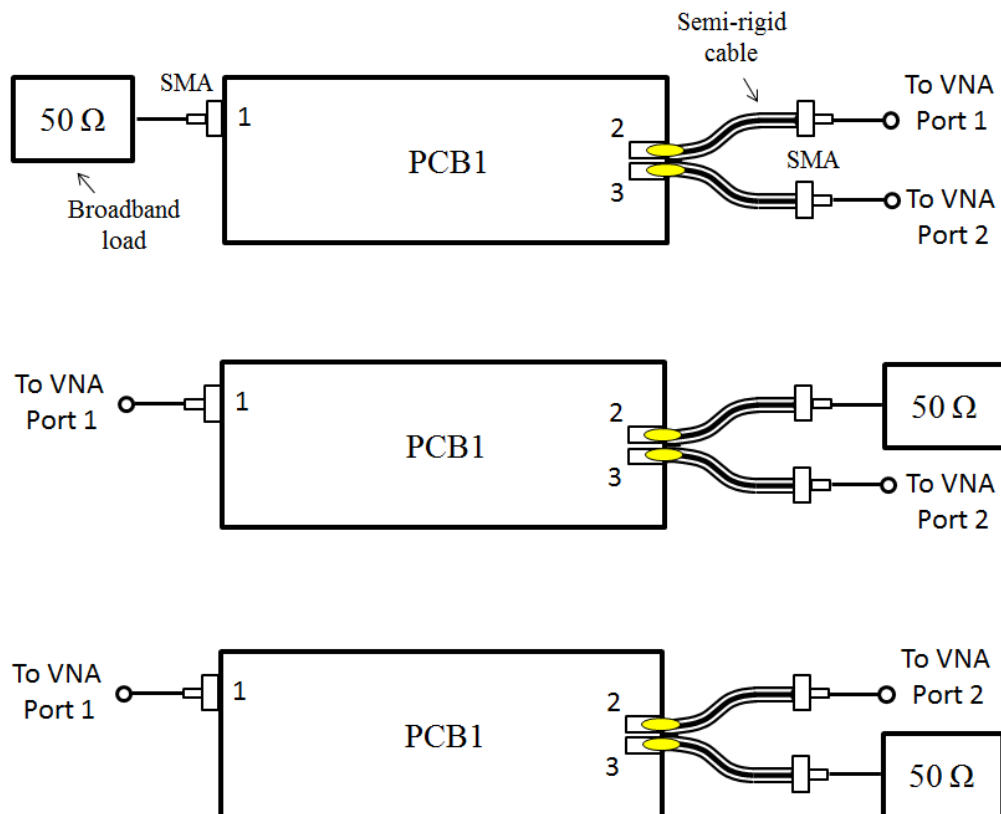 Semi-rigid
cable
SMA
50 Ω
1
2
3
PCB1
SMA
To VNA
Port 1
To VNA
Port 2
Broadband
load
To VNA
Port 1
1
PCB1
2
3
50 Ω
To VNA
Port 2
To VNA
Port 1
1
PCB1
2
3
To VNA
Port 2
50 Ω